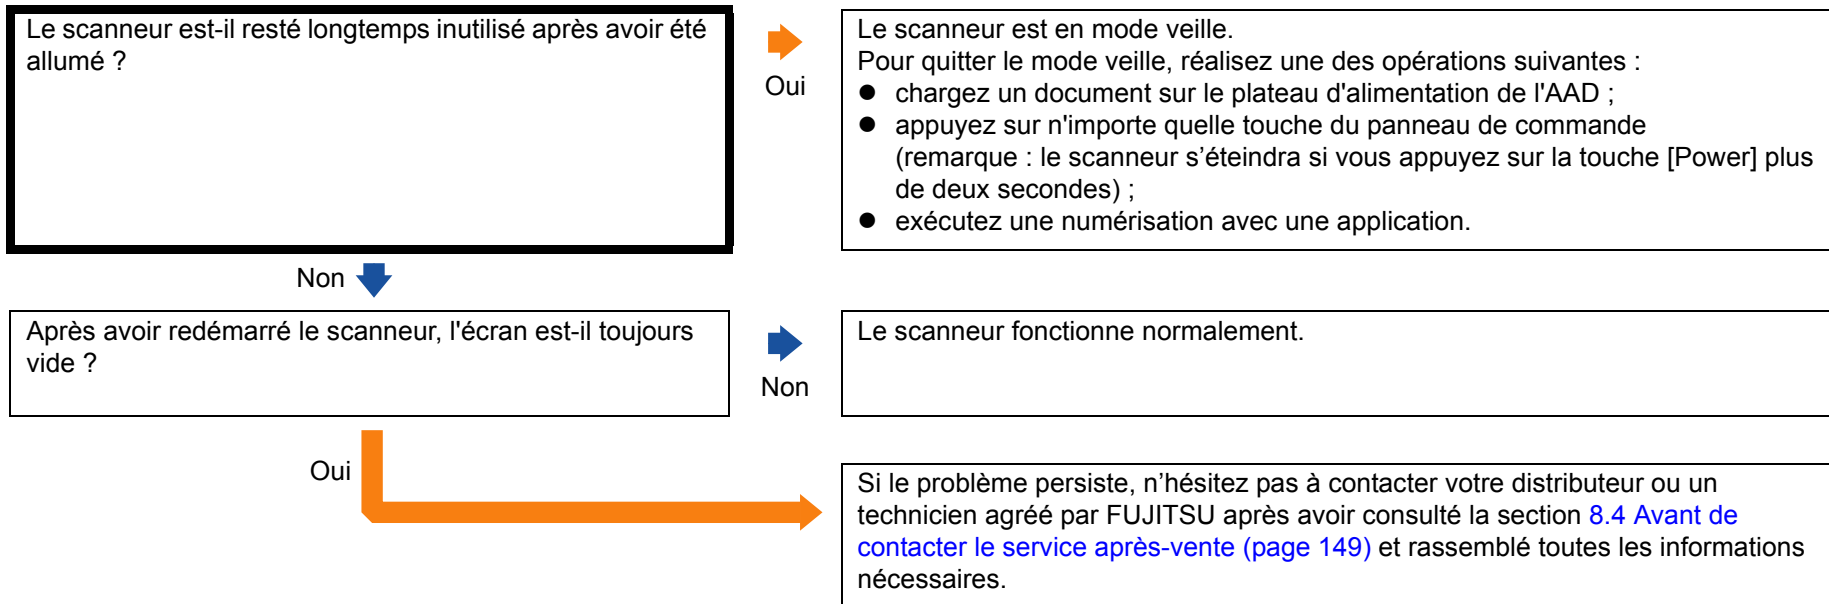 Le scanneur est-il resté longtemps inutilisé après avoir été
allumé ?
Oui
Le scanneur est en mode veille.
Pour quitter le mode veille, réalisez une des opérations suivantes :
● chargez un document sur le plateau d'alimentation de l'AAD ;
● appuyez sur n'importe quelle touche du panneau de commande
(remarque : le scanneur s’éteindra si vous appuyez sur la touche [Power] plus
de deux secondes) ;
● exécutez une numérisation avec une application.
Non
Après avoir redémarré le scanneur, l'écran est-il toujours
vide ?
Non
Le scanneur fonctionne normalement.
Oui
Si le problème persiste, n’hésitez pas à contacter votre distributeur ou un
technicien agréé par FUJITSU après avoir consulté la section 8.4 Avant de
contacter le service après-vente (page 149) et rassemblé toutes les informations
nécessaires.